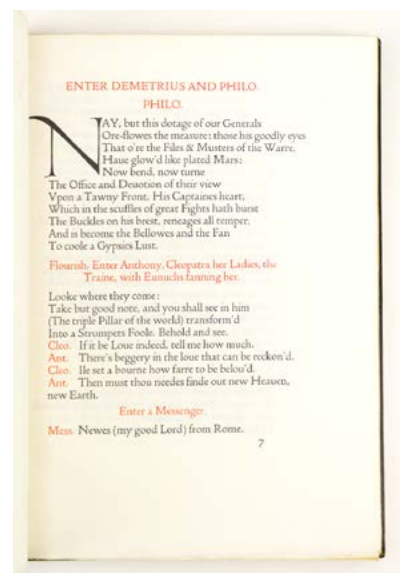 ENTER DEMETRIUS AND PHILO.
PHILO.
NAY, but this dotage of our Generals
Ore-flowes the measure: those his goodly eyes
That o're the Files & Musters of the Warre,
Haue glow'd like plated Mars:
Now bend, now turne
The Office and Deuotion of their view
Vpon a Tawny Front. His Captaines heart,
Which in the scuffles of great Fights hath burst
The Buckles on his brest, reneages all temper,
And is become the Bellowes and the Fan
To coole a Gypsies Lust.
Flourish. Enter Anthony, Cleopatra her Ladies, the
Traine, with Eunuchs fanning her.
Looke where they come:
Take but good note, and you shall see in him
(The triple Pillar of the world) transform'd
Into a Strumpets Foole. Behold and see.
Cleo. If it be Loue indeed, tell me how much.
Ant. There's beggery in the loue that can be reckon'd.
Cleo. Ile set a bourne how farre to be belou'd.
Ant. Then must thou needes finde out new Heauen,
new Earth.
Enter a Messenger.
Mess. Newes (my good Lord) from Rome.
7